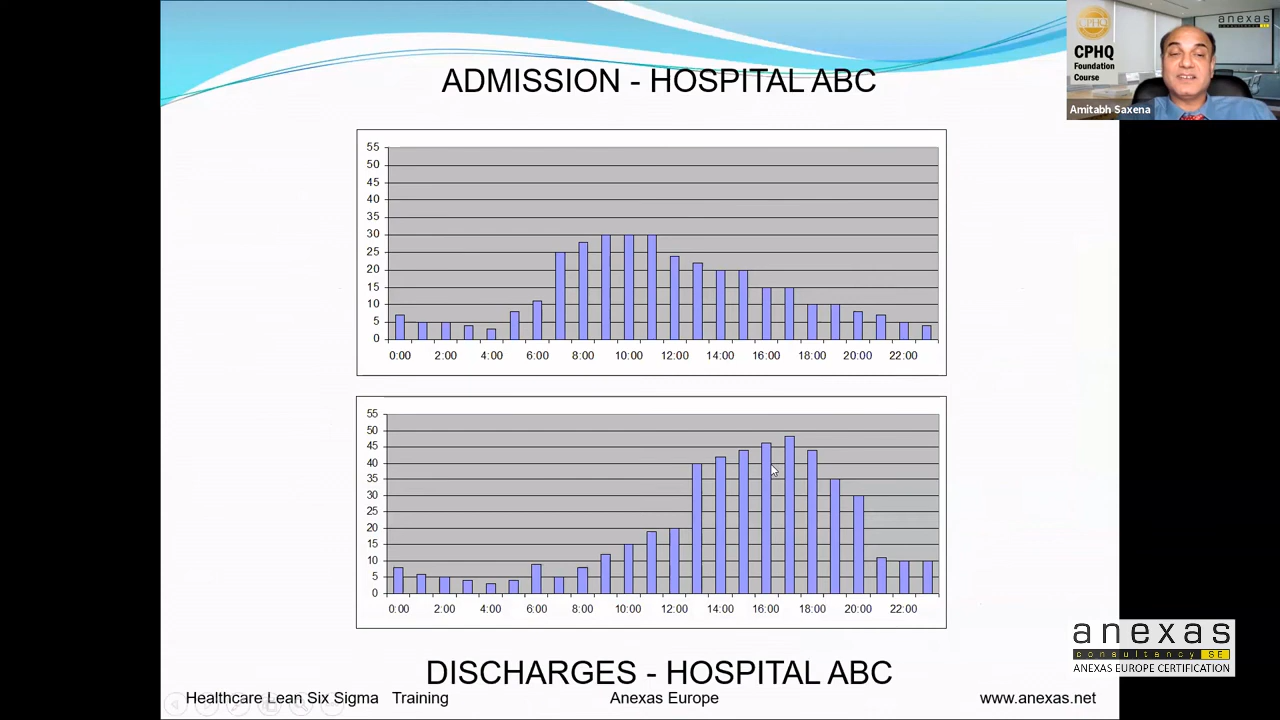 ADMISSION - HOSPITAL ABC
55
50
45
40
35
30
25
20
15
10
5
0
0:00 2:00 4:00 6:00 8:00 10:00 12:00 14:00 16:00 18:00 20:00 22:00
55
50
45
40
35
30
25
20
15
10
5
0
0:00 2:00 4:00 6:00 8:00 10:00 12:00 14:00 16:00 18:00 20:00 22:00
DISCHARGES - HOSPITAL ABC
Healthcare Lean Six Sigma Training Anexas Europe www.anexas.net
CPHQ
CPHQ
Foundation
Course
anexas
Amitabh Saxena
anexas
consultancy SE
ANEXAS EUROPE CERTIFICATION